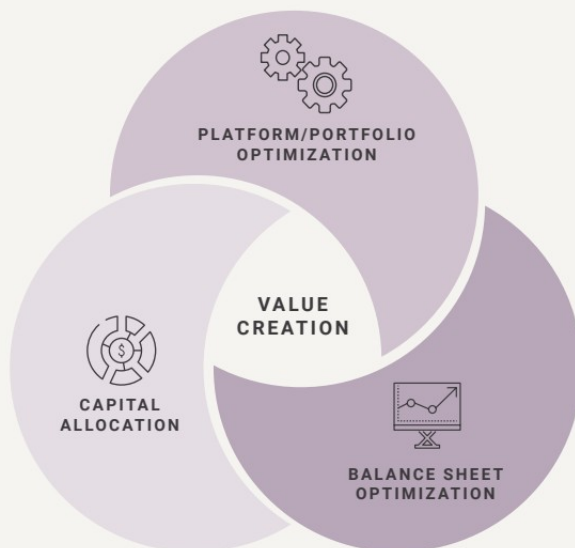 PLATFORM/PORTFOLIO
OPTIMIZATION
VALUE
CREATION
$
CAPITAL
ALLOCATION
BALANCE SHEET
OPTIMIZATION